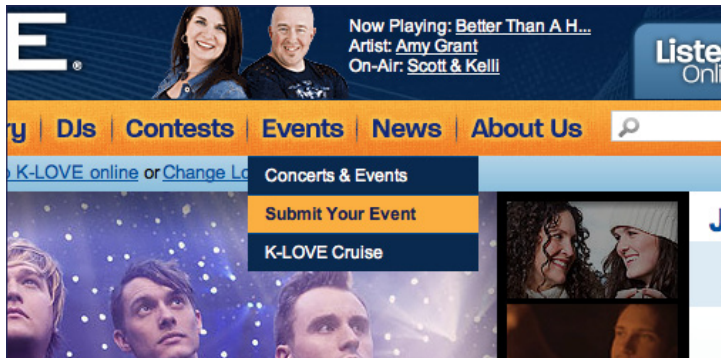 E®
Now Playing: Better Than A H...
Artist: Amy Grant
On-Air: Scott & Kelli
Liste
Onli
ry | DJs | Contests | Events | News | About Us
o K-LOVE online or Change Lo
Concerts & Events
Submit Your Event
K-LOVE Cruise
J